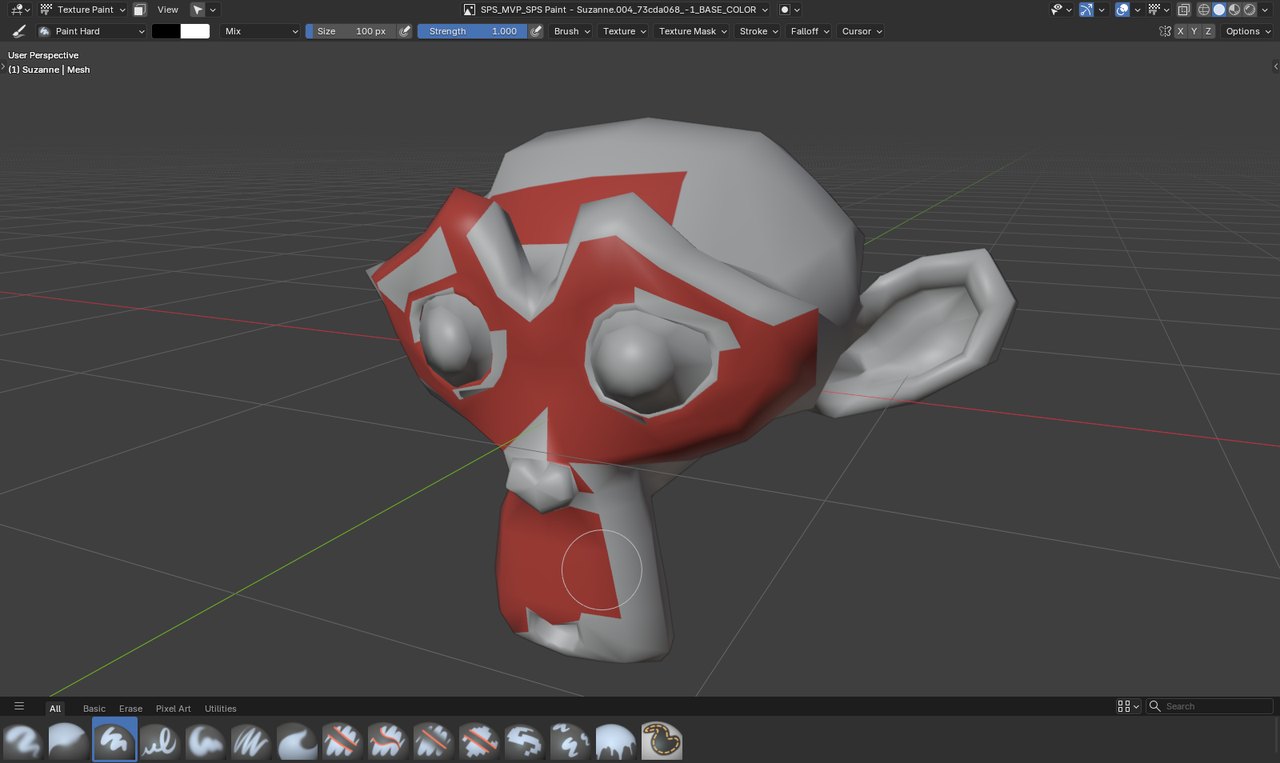 Texture Paint View SPS_MVP_SPS Paint - Suzanne.004_73cda068_-1_BASE_COLOR
Paint Hard Mix Size 100 px Strength 1.000 Brush Texture Texture Mask Stroke Falloff Cursor X Y Z Options
User Perspective
(1) Suzanne | Mesh
All Basic Erase Pixel Art Utilities Search